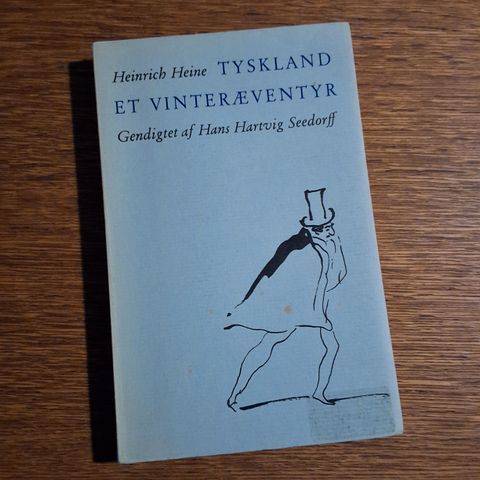 Heinrich Heine TYSKLAND
ET VINTERÆVENTYR
Gendigtet af Hans Hartvig Seedorff